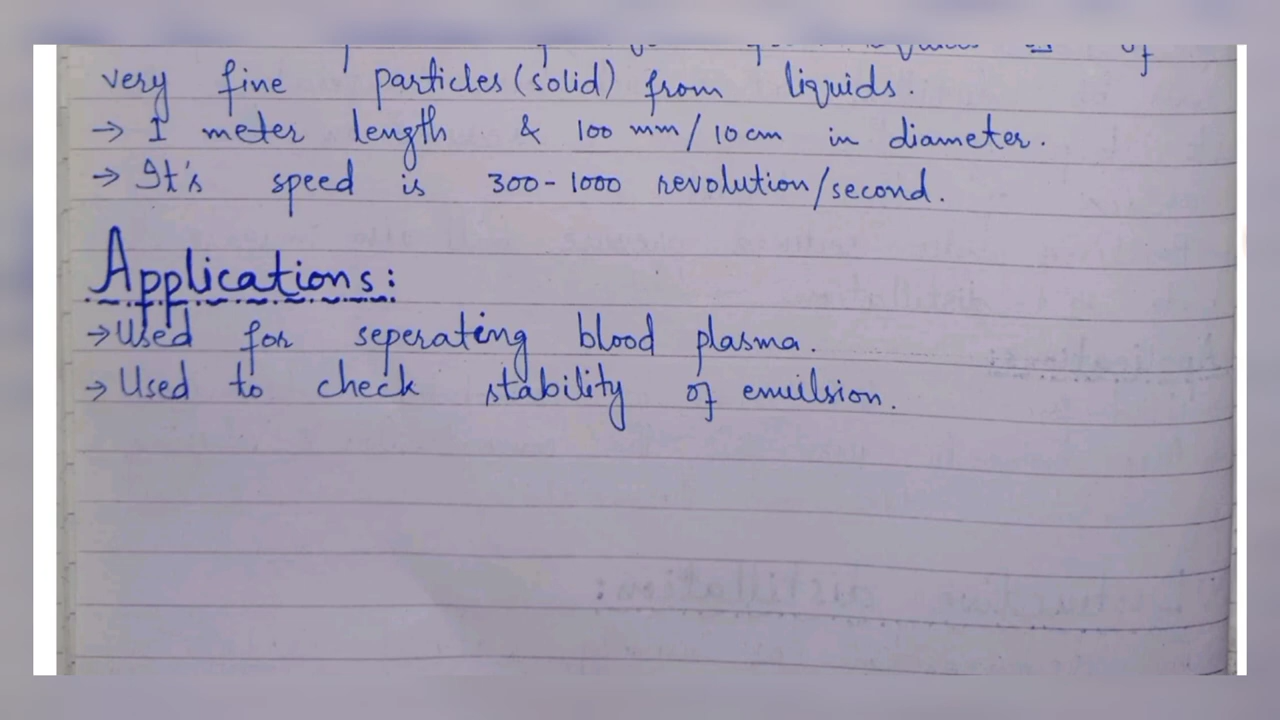 very fine particles (solid) from liquids.
→ 1 meter length & 100 mm/10 cm in diameter.
→ It's speed is 300-1000 revolution/second.
Applications:
→ Used for seperating blood plasma.
→ Used to check stability of emulsion.